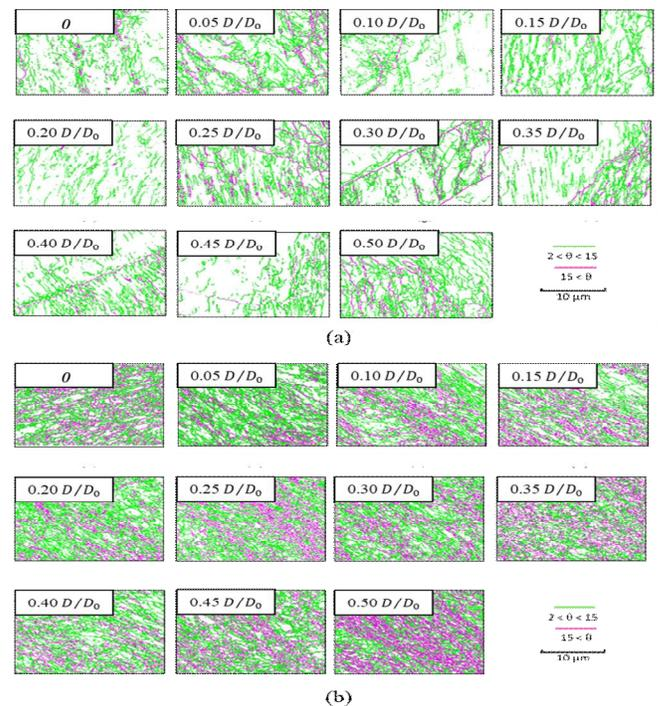 0
0.05 D/D₀
0.10 D/D₀
0.15 D/D₀
0.20 D/D₀
0.25 D/D₀
0.30 D/D₀
0.35 D/D₀
0.40 D/D₀
0.45 D/D₀
0.50 D/D₀
2 < θ < 15
15 < θ
10 μm
(a)
0
0.05 D/D₀
0.10 D/D₀
0.15 D/D₀
0.20 D/D₀
0.25 D/D₀
0.30 D/D₀
0.35 D/D₀
0.40 D/D₀
0.45 D/D₀
0.50 D/D₀
2 < θ < 15
15 < θ
10 μm
(b)